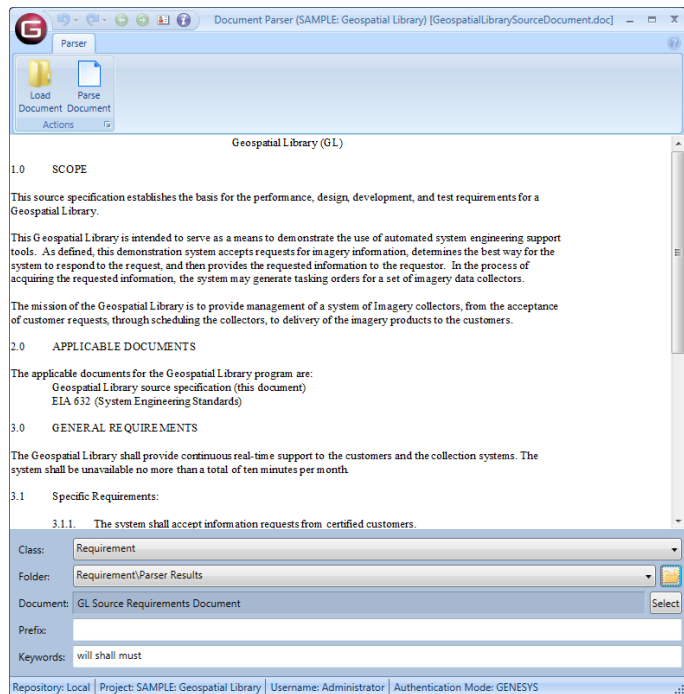 G
Document Parser (SAMPLE: Geospatial Library) [GeospatialLibrarySourceDocument.doc]
Parser
Load Document
Parse Document
Actions
Geospatial Library (GL)
1.0 SCOPE
This source specification establishes the basis for the performance, design, development, and test requirements for a
Geospatial Library.
This Geospatial Library is intended to serve as a means to demonstrate the use of automated system engineering support
tools. As defined, this demonstration system accepts requests for imagery information, determines the best way for the
system to respond to the request, and then provides the requested information to the requestor. In the process of
acquiring the requested information, the system may generate tasking orders for a set of imagery data collectors.
The mission of the Geospatial Library is to provide management of a system of Imagery collectors, from the acceptance
of customer requests, through scheduling the collectors, to delivery of the imagery products to the customers.
2.0 APPLICABLE DOCUMENTS
The applicable documents for the Geospatial Library program are:
Geospatial Library source specification (this document)
EIA 632 (System Engineering Standards)
3.0 GENERAL REQUIREMENTS
The Geospatial Library shall provide continuous real-time support to the customers and the collection systems. The
system shall be unavailable no more than a total of ten minutes per month.
3.1 Specific Requirements:
3.1.1. The system shall accept information requests from certified customers.
Class: Requirement
Folder: Requirement\Parser Results
Document: GL Source Requirements Document Select
Prefix:
Keywords: will shall must
Repository: Local Project: SAMPLE: Geospatial Library Username: Administrator Authentication Mode: GENESYS